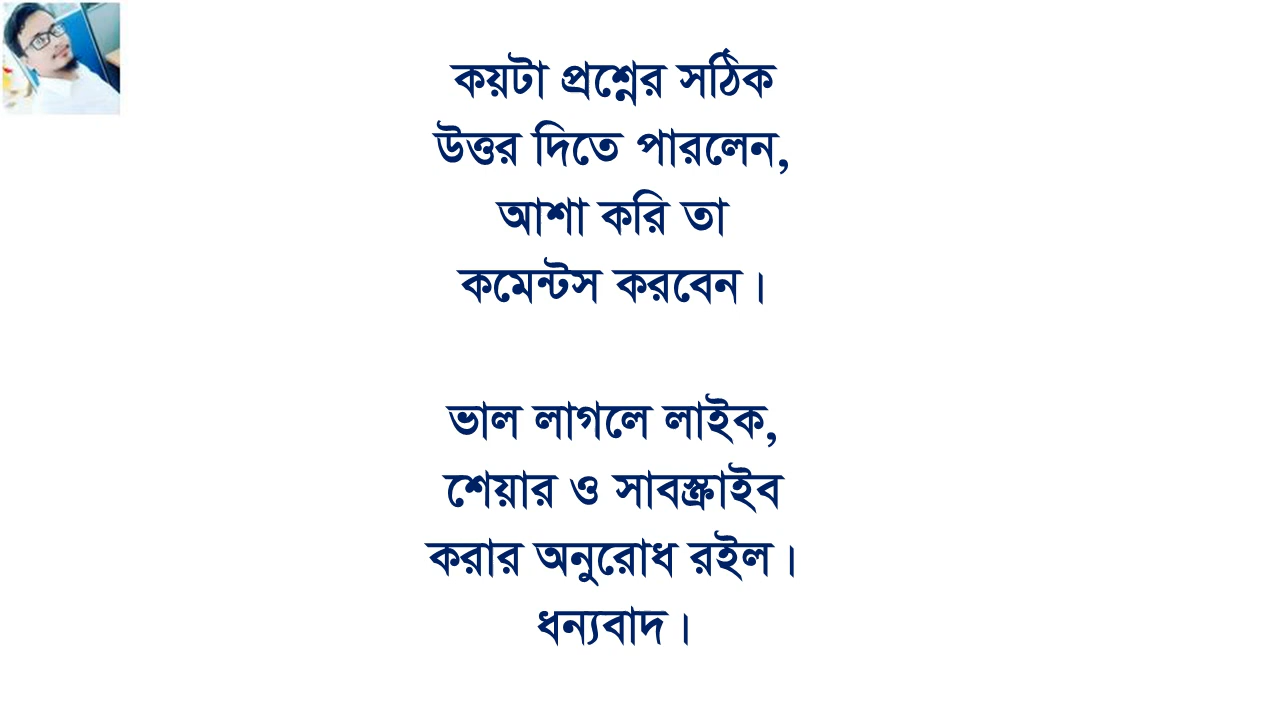 কয়টা প্রশ্নের সঠিক
উত্তর দিতে পারলেন,
আশা করি তা
কমেন্টস করবেন।
ভাল লাগলে লাইক,
শেয়ার ও সাবস্ক্রাইব
করার অনুরোধ রইল।
ধন্যবাদ।